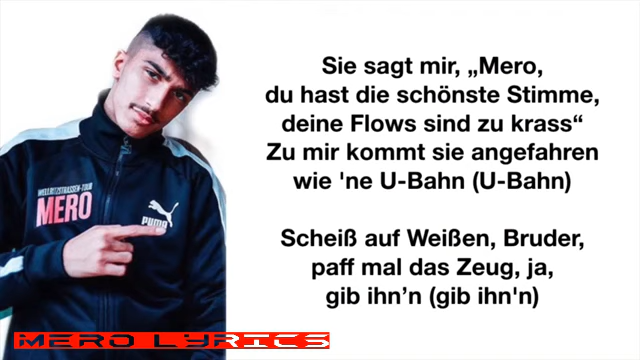 Sie sagt mir, „Mero,
du hast die schönste Stimme,
deine Flows sind zu krass“
Zu mir kommt sie angefahren
wie 'ne U-Bahn (U-Bahn)
Scheiß auf Weißen, Bruder,
paff mal das Zeug, ja,
gib ihn’n (gib ihn'n)
WELLRITZSTRASSEN-TOUR
MERO
PUMA
MERO LYRICS